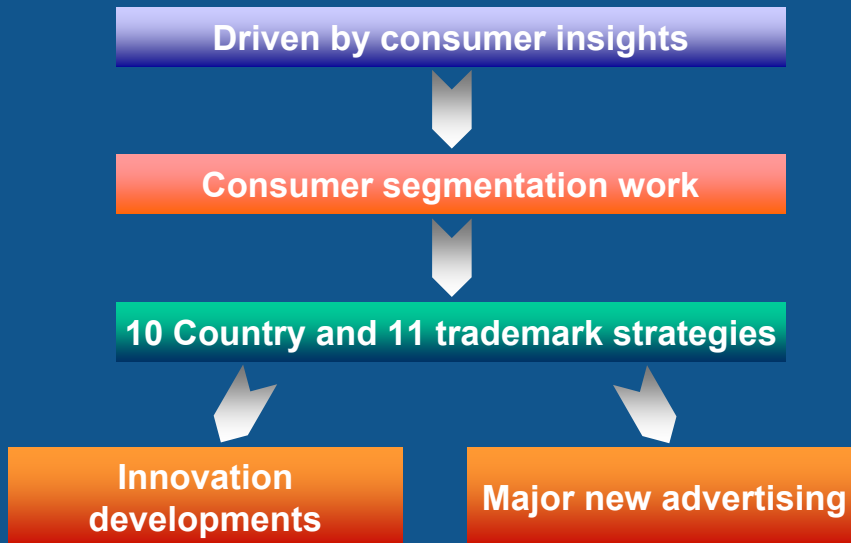 Driven by consumer insights
Consumer segmentation work
10 Country and 11 trademark strategies
Innovation
developments
Major new advertising